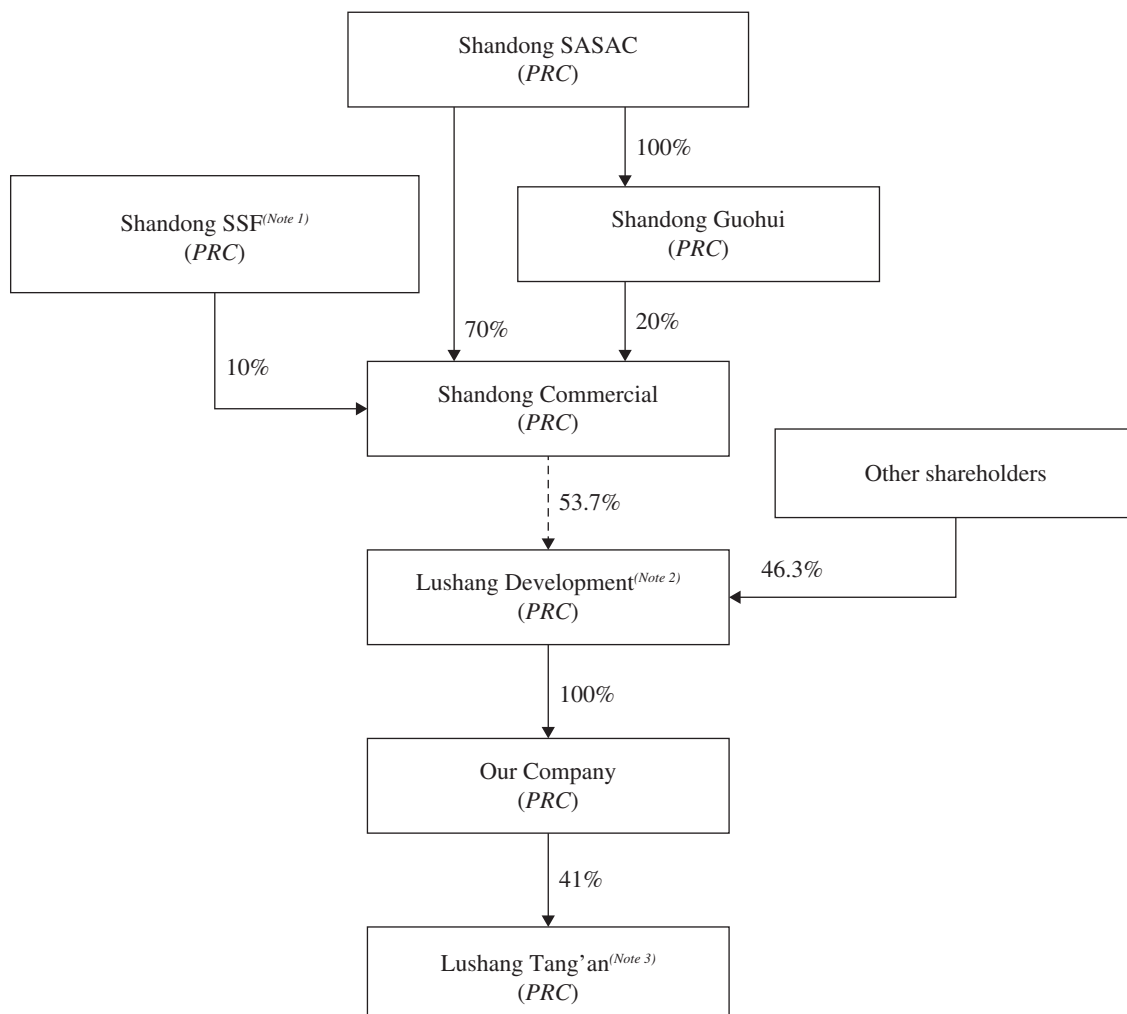 Shandong SASAC
(PRC)
100%
Shandong SSF(Note 1)
(PRC)
Shandong Guohui
(PRC)
70%
20%
10%
Shandong Commercial
(PRC)
Other shareholders
53.7%
46.3%
Lushang Development(Note 2)
(PRC)
100%
Our Company
(PRC)
41%
Lushang Tang’an(Note 3)
(PRC)